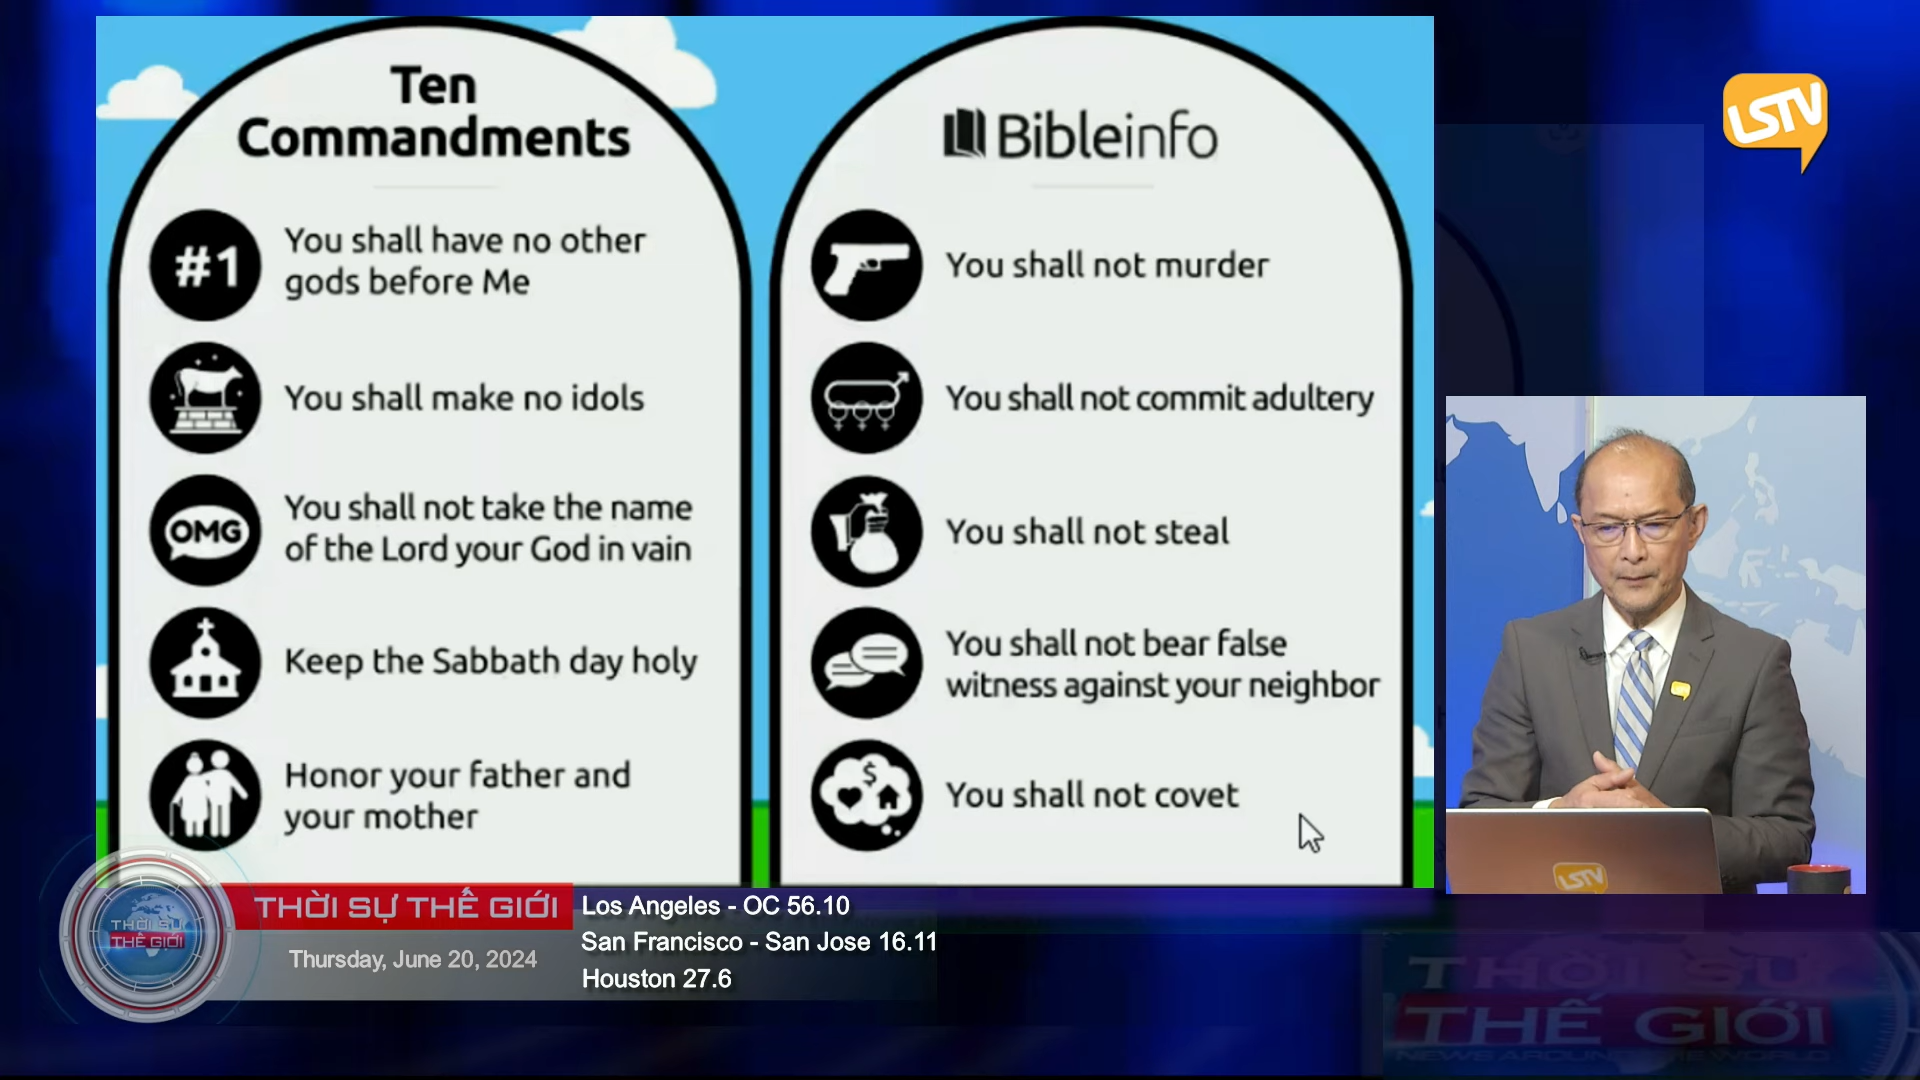 Ten
Commandments
#1
You shall have no other
gods before Me
You shall make no idols
OMG
You shall not take the name
of the Lord your God in vain
Keep the Sabbath day holy
Honor your father and
your mother
Bibleinfo
You shall not murder
You shall not commit adultery
You shall not steal
You shall not bear false
witness against your neighbor
$
You shall not covet
LSTV
LSTV
THỜI SỰ
THẾ GIỚI
THỜI SỰ THẾ GIỚI
Thursday, June 20, 2024
Los Angeles - OC 56.10
San Francisco - San Jose 16.11
Houston 27.6
THỜI SỰ
THẾ GIỚI
NEWS AROUND THE WORLD